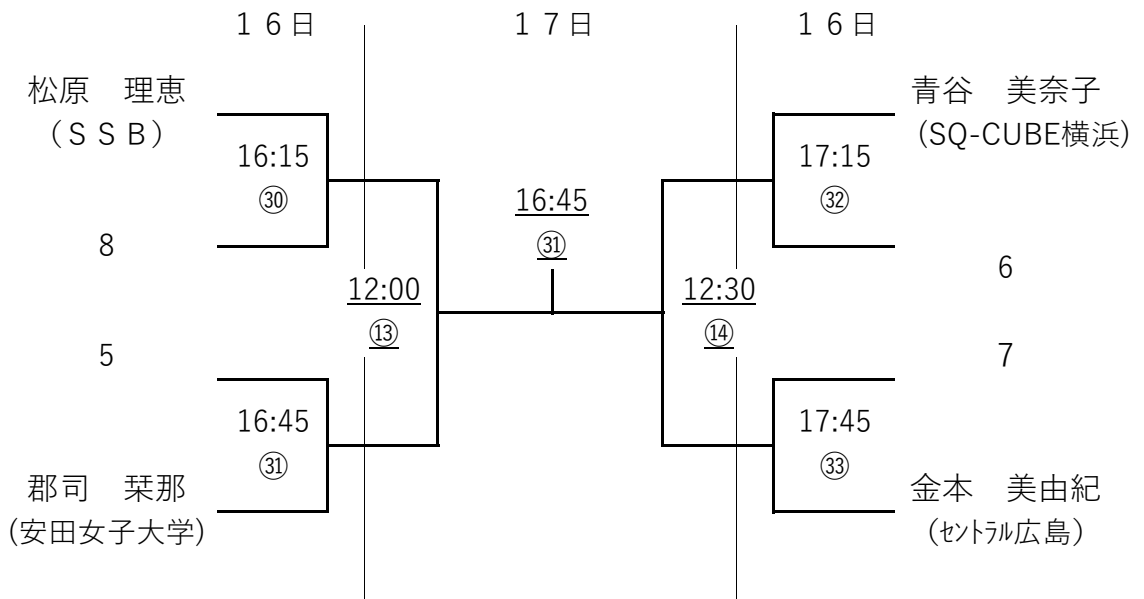 １６日
１７日
１６日
松原　理恵
（ＳＳＢ）
16:15
㉚
8
5
16:45
㉛
郡司　栞那
(安田女子大学)
12:00
⑬
16:45
㉛
12:30
⑭
青谷　美奈子
(SQ-CUBE横浜)
17:15
㉜
6
7
17:45
㉝
金本　美由紀
(ｾﾝﾄﾗﾙ広島)